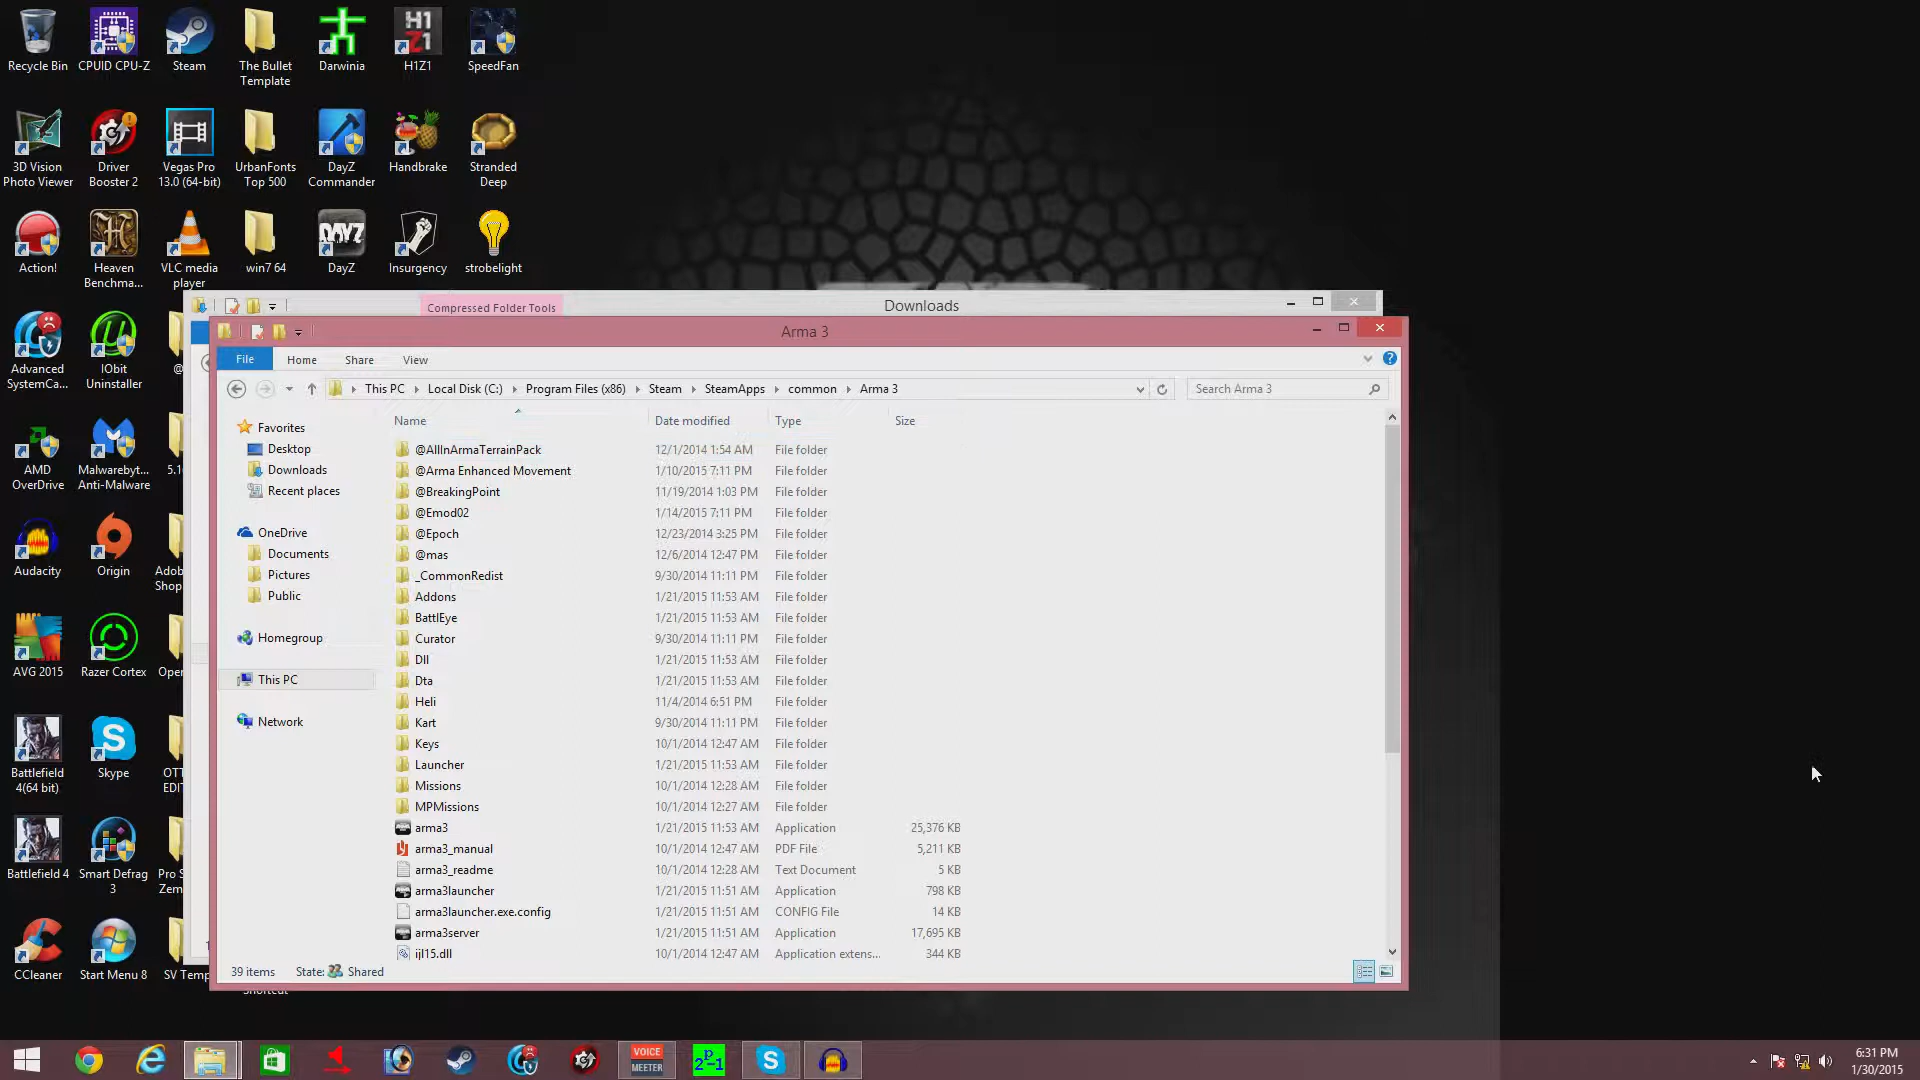 Recycle Bin
CPUID CPU-Z
Steam
The Bullet
Template
Darwinia
H1Z1
SpeedFan
3D Vision
Photo Viewer
Driver
Booster 2
Vegas Pro
13.0 (64-bit)
UrbanFonts
Top 500
DayZ
Commander
Handbrake
Stranded
Deep
Action!
Heaven
Benchma...
VLC media
player
win7 64
DayZ
Insurgency
strobelight
Advanced
SystemCa...
IObit
Uninstaller
AMD
OverDrive
Malwarebyt...
Anti-Malware
Audacity
Origin
Adob
Shop
AVG 2015
Razer Cortex
Oper
Battlefield
4(64 bit)
Skype
OTT
EDIT
Battlefield 4
Smart Defrag
3
Pro S
Zem
CCleaner
Start Menu 8
SV Temp
Compressed Folder Tools
Downloads
Arma 3
File
Home
Share
View
This PC
Local Disk (C:)
Program Files (x86)
Steam
SteamApps
common
Arma 3
Search Arma 3
Favorites
Desktop
Downloads
Recent places
OneDrive
Documents
Pictures
Public
Homegroup
This PC
Network
Name Date modified Type Size
@AllInArmaTerrainPack 12/1/2014 1:54 AM File folder
@Arma Enhanced Movement 1/10/2015 7:11 PM File folder
@BreakingPoint 11/19/2014 1:03 PM File folder
@Emod02 1/14/2015 7:11 PM File folder
@Epoch 12/23/2014 3:25 PM File folder
@mas 12/6/2014 12:47 PM File folder
_CommonRedist 9/30/2014 11:11 PM File folder
Addons 1/21/2015 11:53 AM File folder
BattlEye 1/21/2015 11:53 AM File folder
Curator 9/30/2014 11:11 PM File folder
Dll 1/21/2015 11:53 AM File folder
Dta 1/21/2015 11:53 AM File folder
Heli 11/4/2014 6:51 PM File folder
Kart 9/30/2014 11:11 PM File folder
Keys 10/1/2014 12:47 AM File folder
Launcher 1/21/2015 11:53 AM File folder
Missions 10/1/2014 12:28 AM File folder
MPMissions 10/1/2014 12:27 AM File folder
arma3 1/21/2015 11:53 AM Application 25,376 KB
arma3_manual 10/1/2014 12:47 AM PDF File 5,211 KB
arma3_readme 10/1/2014 12:28 AM Text Document 5 KB
arma3launcher 1/21/2015 11:51 AM Application 798 KB
arma3launcher.exe.config 1/21/2015 11:51 AM CONFIG File 14 KB
arma3server 1/21/2015 11:51 AM Application 17,695 KB
ijl15.dll 10/1/2014 12:47 AM Application extens... 344 KB
39 items State: Shared
VOICE
MEETER
6:31 PM
1/30/2015